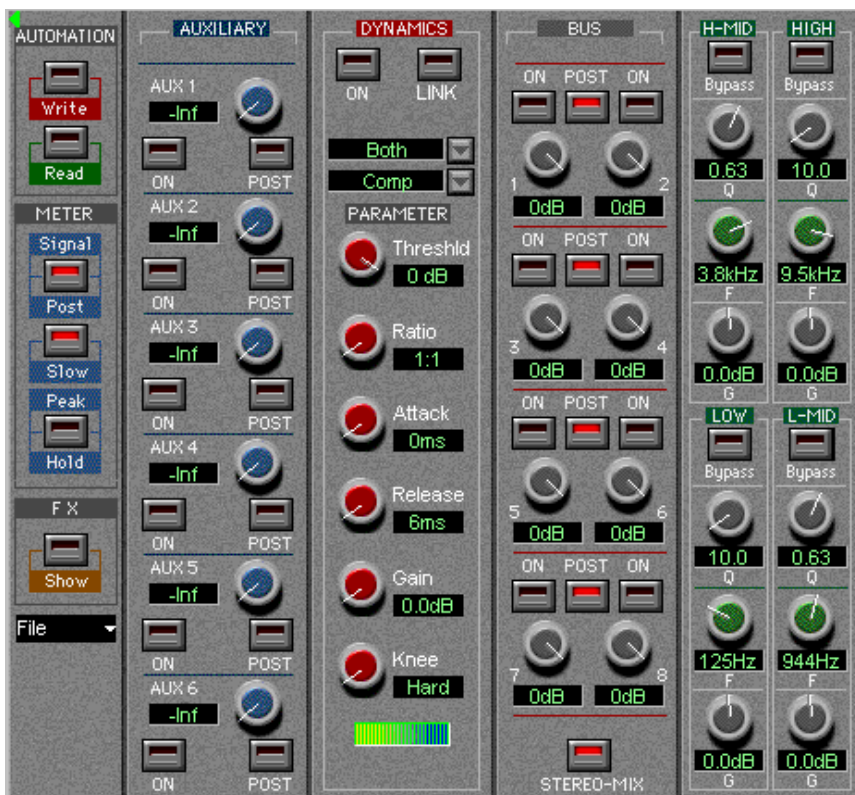 AUTOMATION
Write
Read
METER
Signal
Post
Slow
Peak
Hold
FX
Show
File
AUXILIARY
AUX 1
-Inf
ON POST
AUX 2
-Inf
ON POST
AUX 3
-Inf
ON POST
AUX 4
-Inf
ON POST
AUX 5
-Inf
ON POST
AUX 6
-Inf
ON POST
DYNAMICS
ON LINK
Both
Comp
PARAMETER
Threshld
0 dB
Ratio
1:1
Attack
0ms
Release
6ms
Gain
0.0dB
Knee
Hard
BUS
ON POST ON
1 2
0dB 0dB
ON POST ON
3 4
0dB 0dB
ON POST ON
5 6
0dB 0dB
ON POST ON
7 8
0dB 0dB
STEREO-MIX
H-MID HIGH
Bypass Bypass
0.63 10.0
Q Q
3.8kHz 9.5kHz
F F
0.0dB 0.0dB
G G
LOW L-MID
Bypass Bypass
10.0 0.63
Q Q
125Hz 944Hz
F F
0.0dB 0.0dB
G G